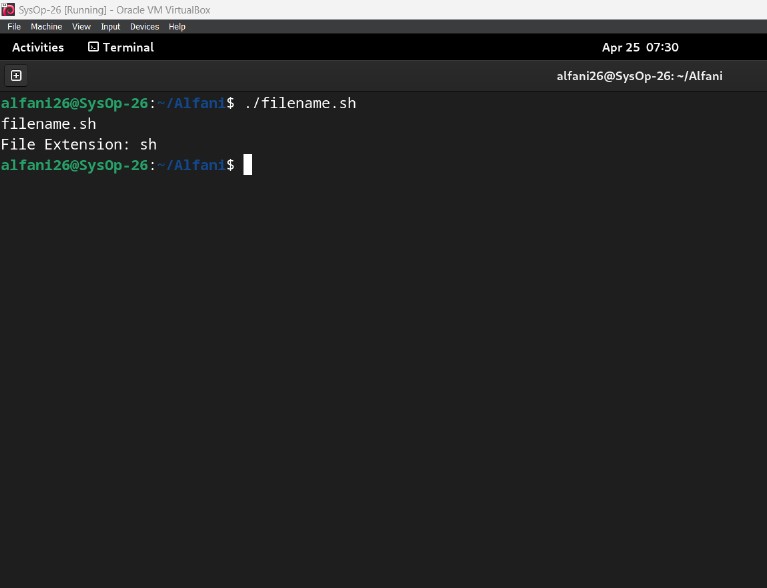 SysOp-26 [Running] - Oracle VM VirtualBox
File Machine View Input Devices Help
Activities Terminal Apr 25 07:30
alfani26@SysOp-26: ~/Alfani
alfani26@SysOp-26:~/Alfani$ ./filename.sh
filename.sh
File Extension: sh
alfani26@SysOp-26:~/Alfani$